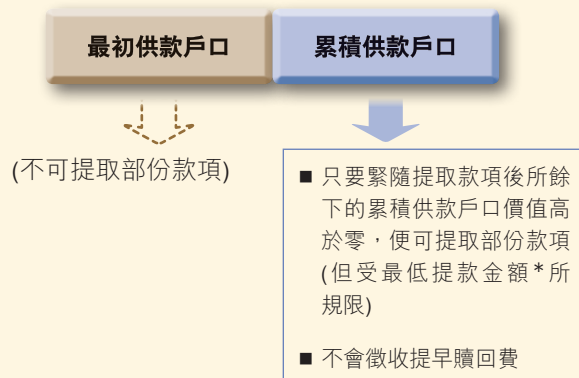 最初供款戶口
累積供款戶口
(不可提取部份款項)
■ 只要緊隨提取款項後所餘
下的累積供款戶口價值高
於零，便可提取部份款項
(但受最低提款金額*所
規限)
■ 不會徵收提早贖回費